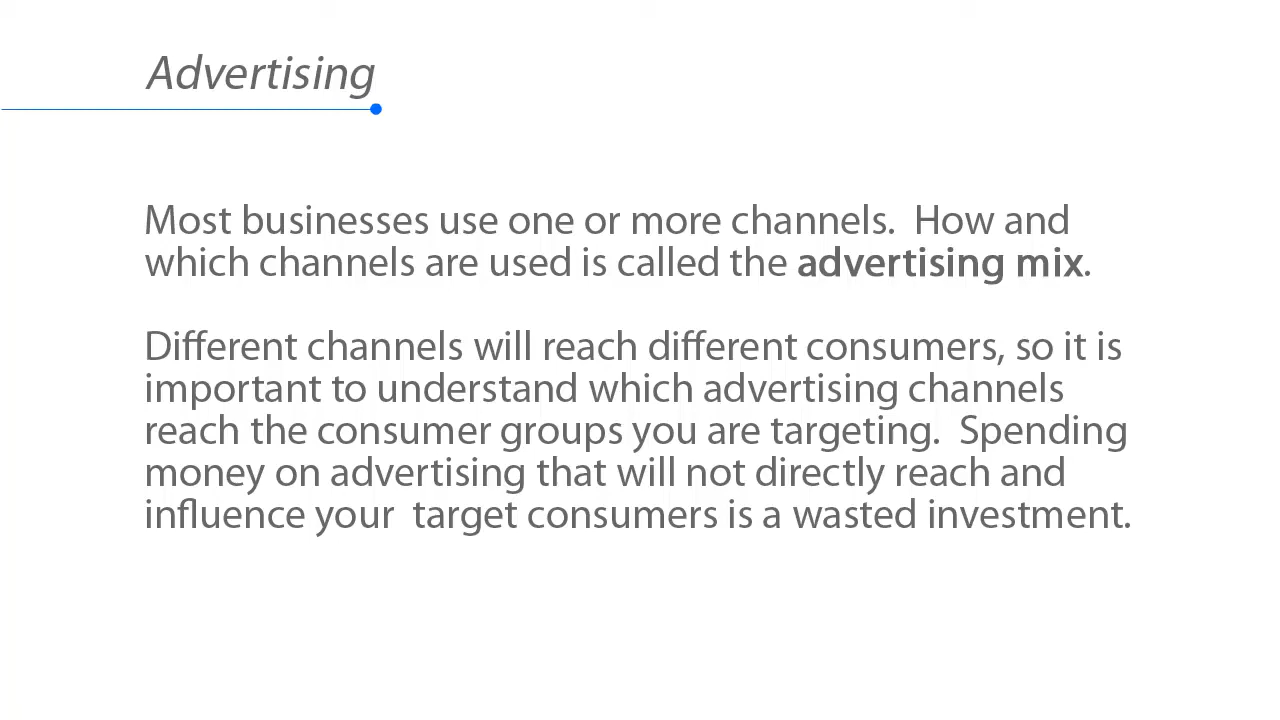 Advertising
Most businesses use one or more channels.  How and
which channels are used is called the advertising mix.
Different channels will reach different consumers, so it is
important to understand which advertising channels
reach the consumer groups you are targeting.  Spending
money on advertising that will not directly reach and
influence your  target consumers is a wasted investment.